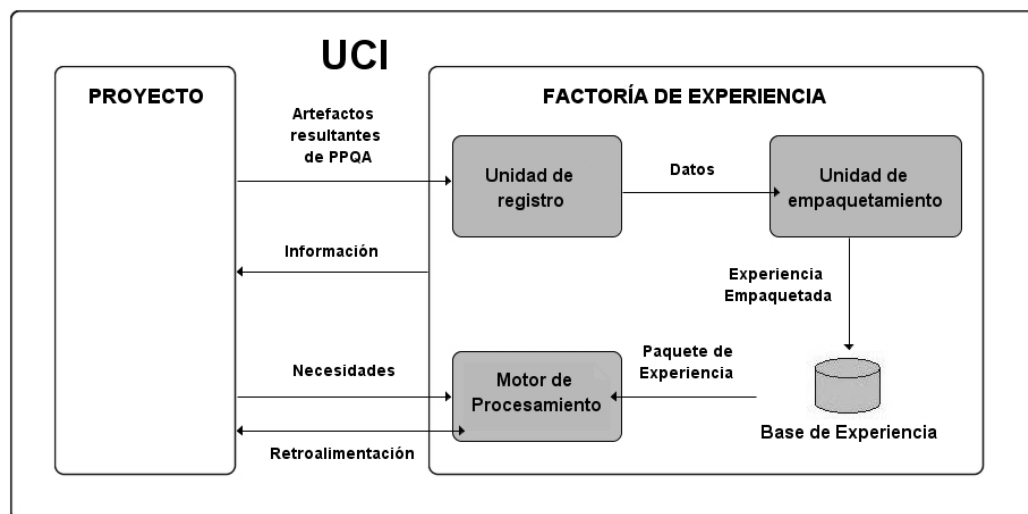 UCI
PROYECTO
FACTORÍA DE EXPERIENCIA
Artefactos
resultantes
de PPQA
Unidad de
registro
Datos
Unidad de
empaquetamiento
Información
Experiencia
Empaquetada
Necesidades
Motor de
Procesamiento
Paquete de
Experiencia
Base de Experiencia
Retroalimentación